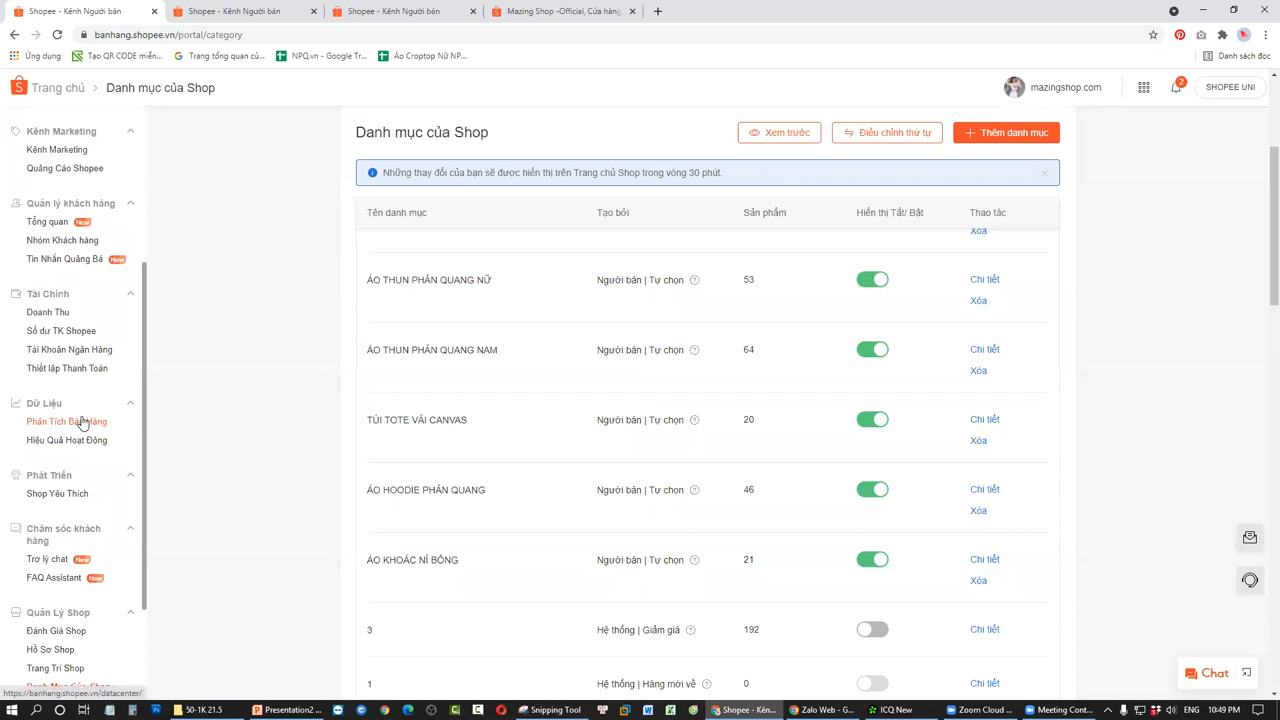 Shopee - Kênh Người bán
Shopee - Kênh Người bán
Shopee - Kênh Người bán
Mazing Shop -Official, Cửa hàng
banhang.shopee.vn/portal/category
Ứng dụng
Tạo QR CODE miễn...
Trang tổng quan củ...
NPQ.vn - Google Tr...
Áo Croptop Nữ NP...
Danh sách đọc
Trang chủ > Danh mục của Shop
mazingshop.com
2
SHOPEE UNI
Kênh Marketing
Kênh Marketing
Quảng Cáo Shopee
Quản lý khách hàng
Tổng quan New
Nhóm Khách hàng
Tin Nhắn Quảng Bá New
Tài Chính
Doanh Thu
Số dư TK Shopee
Tài Khoản Ngân Hàng
Thiết lập Thanh Toán
Dữ Liệu
Phân Tích Bán Hàng
Hiệu Quả Hoạt Động
Phát Triển
Shop Yêu Thích
Chăm sóc khách
hàng
Trợ lý chat New
FAQ Assistant New
Quản Lý Shop
Đánh Giá Shop
Hồ Sơ Shop
Trang Trí Shop
Danh Mục Của Shop
https://banhang.shopee.vn/datacenter/
Danh mục của Shop
Xem trước
Điều chỉnh thứ tự
Thêm danh mục
Những thay đổi của bạn sẽ được hiển thị trên Trang chủ Shop trong vòng 30 phút.
Tên danh mục Tạo bởi Sản phẩm Hiển thị Tắt/ Bật Thao tác
Xóa
ÁO THUN PHẢN QUANG NỮ Người bán | Tự chọn 53 Chi tiết
Xóa
ÁO THUN PHẢN QUANG NAM Người bán | Tự chọn 64 Chi tiết
Xóa
TÚI TOTE VẢI CANVAS Người bán | Tự chọn 20 Chi tiết
Xóa
ÁO HOODIE PHẢN QUANG Người bán | Tự chọn 46 Chi tiết
Xóa
ÁO KHOÁC NỈ BÔNG Người bán | Tự chọn 21 Chi tiết
Xóa
3 Hệ thống | Giảm giá 192 Chi tiết
1 Hệ thống | Hàng mới về 0 Chi tiết
Chat
50-1K 21.5
Presentation2 ...
Snipping Tool
Shopee - Kên...
Zalo Web - G...
ICQ New
Zoom Cloud ...
Meeting Cont...
ENG
10:49 PM